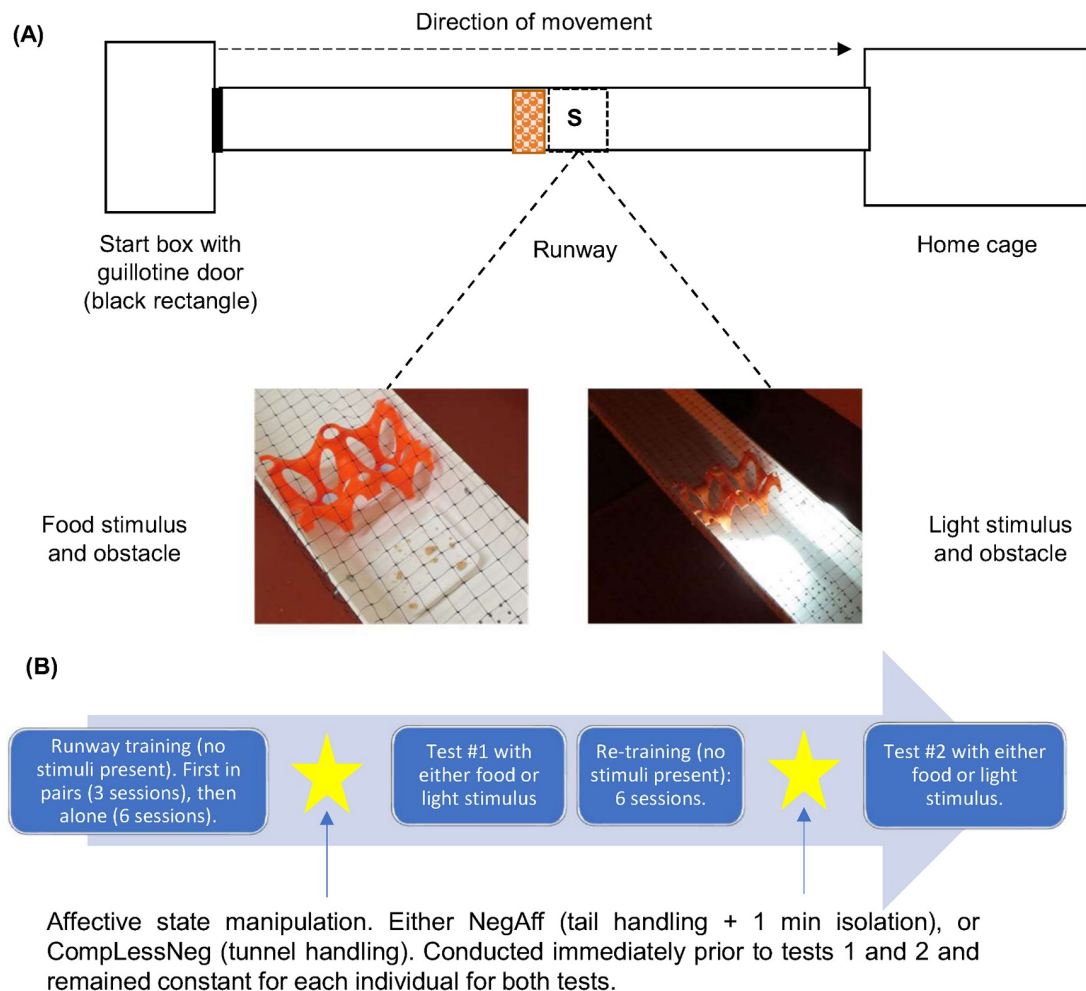 (A)
Direction of movement
S
Start box with
guillotine door
(black rectangle)
Runway
Home cage
Food stimulus
and obstacle
Light stimulus
and obstacle
(B)
Runway training (no
stimuli present). First in
pairs (3 sessions), then
alone (6 sessions).
Test #1 with
either food or
light stimulus
Re-training (no
stimuli present):
6 sessions.
Test #2 with either
food or light
stimulus.
Affective state manipulation. Either NegAff (tail handling + 1 min isolation), or
CompLessNeg (tunnel handling). Conducted immediately prior to tests 1 and 2 and
remained constant for each individual for both tests.